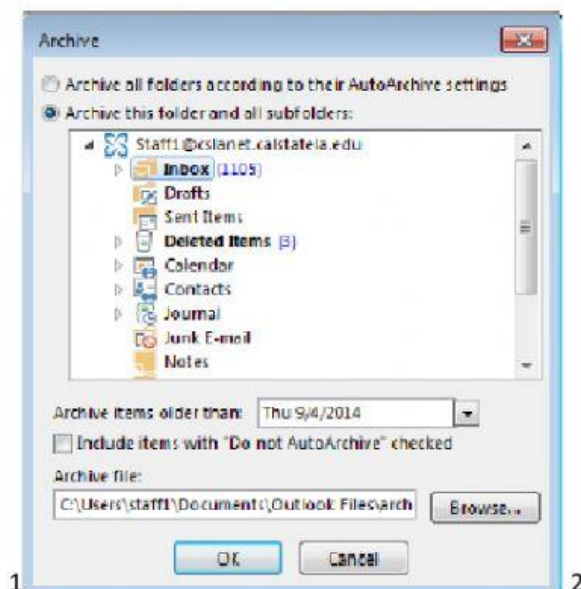 Archive
Archive all folders according to their AutoArchive settings
Archive this folder and all subfolders:
Staff1@cslanet.calstatela.edu
Inbox (1105)
Drafts
Sent Items
Deleted Items (3)
Calendar
Contacts
Journal
Junk E-mail
Notes
Archive items older than: Thu 9/4/2014
Include items with "Do not AutoArchive" checked
Archive file:
C:\Users\staff1\Documents\Outlook Files\arch Browse...
OK Cancel
1 2